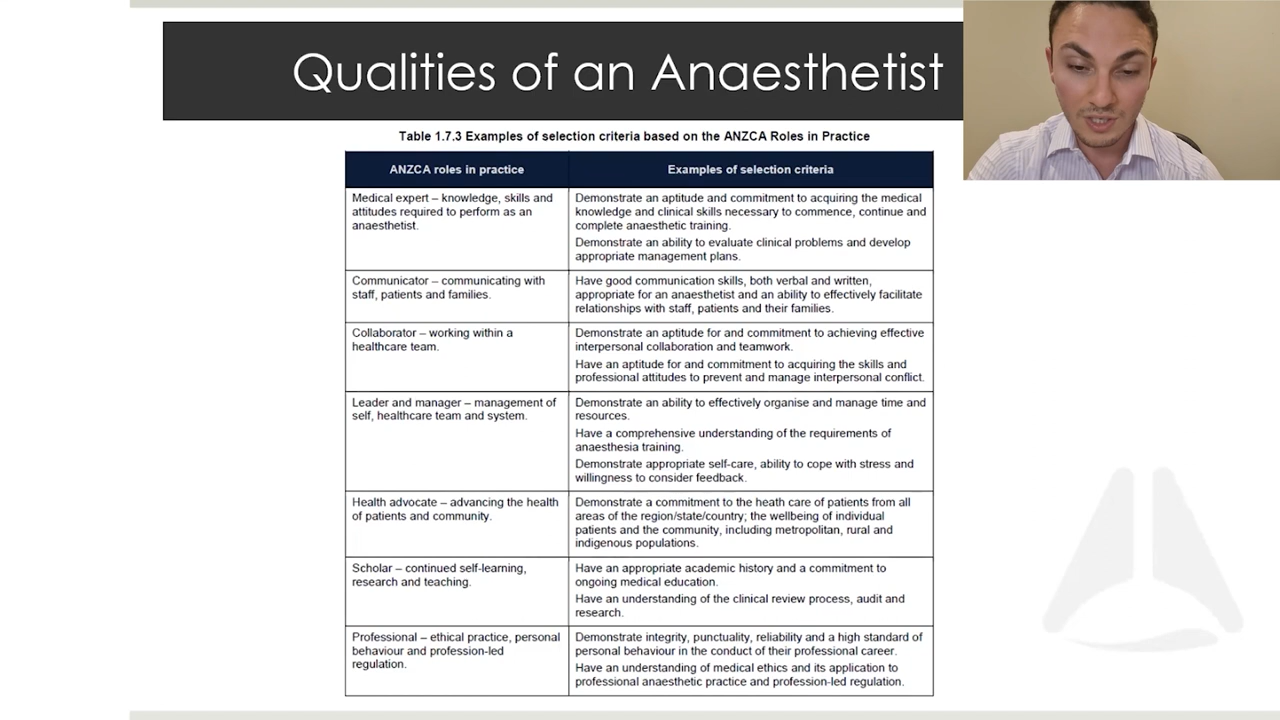 Qualities of an Anaesthetist
Table 1.7.3 Examples of selection criteria based on the ANZCA Roles in Practice
ANZCA roles in practice
Examples of selection criteria
Medical expert – knowledge, skills and
attitudes required to perform as an
anaesthetist.
Demonstrate an aptitude and commitment to acquiring the medical
knowledge and clinical skills necessary to commence, continue and
complete anaesthetic training.
Demonstrate an ability to evaluate clinical problems and develop
appropriate management plans.
Communicator – communicating with
staff, patients and families.
Have good communication skills, both verbal and written,
appropriate for an anaesthetist and an ability to effectively facilitate
relationships with staff, patients and their families.
Collaborator – working within a
healthcare team.
Demonstrate an aptitude for and commitment to achieving effective
interpersonal collaboration and teamwork.
Have an aptitude for and commitment to acquiring the skills and
professional attitudes to prevent and manage interpersonal conflict.
Leader and manager – management of
self, healthcare team and system.
Demonstrate an ability to effectively organise and manage time and
resources.
Have a comprehensive understanding of the requirements of
anaesthesia training.
Demonstrate appropriate self-care, ability to cope with stress and
willingness to consider feedback.
Health advocate – advancing the health
of patients and community.
Demonstrate a commitment to the heath care of patients from all
areas of the region/state/country; the wellbeing of individual
patients and the community, including metropolitan, rural and
indigenous populations.
Scholar – continued self-learning,
research and teaching.
Have an appropriate academic history and a commitment to
ongoing medical education.
Have an understanding of the clinical review process, audit and
research.
Professional – ethical practice, personal
behaviour and profession-led
regulation.
Demonstrate integrity, punctuality, reliability and a high standard of
personal behaviour in the conduct of their professional career.
Have an understanding of medical ethics and its application to
professional anaesthetic practice and profession-led regulation.